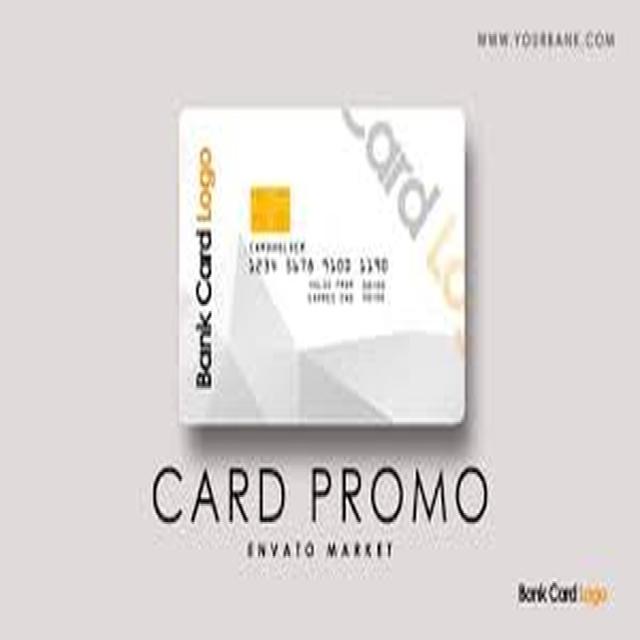 WWW.YOURBANK.COM
Card Lo
Bank Card Logo
CARDHOLDER
1234 5678 9100 1190
CARD PROMO
ENVATO MARKET
Bank Card Logo